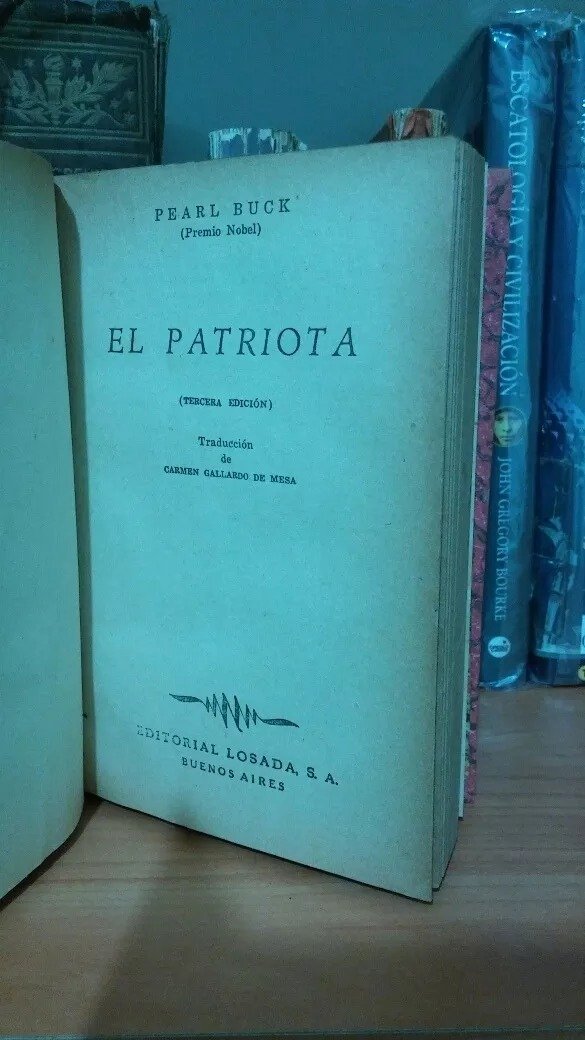 PEARL BUCK
(Premio Nobel)
EL PATRIOTA
(TERCERA EDICIÓN)
Traducción
de
CARMEN GALLARDO DE MESA
EDITORIAL LOSADA, S. A.
BUENOS AIRES
ESCATOLOGÍA Y CIVILIZACIÓN
JOHN GREGORY BOURKE